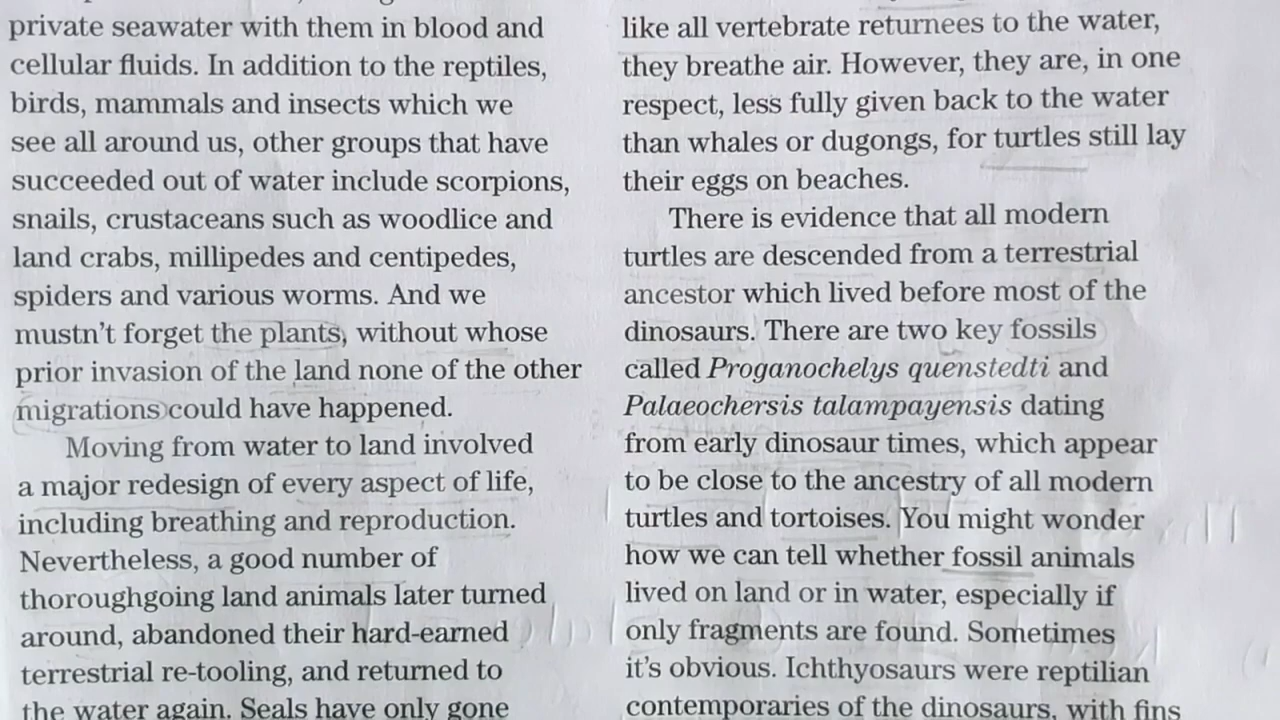 private seawater with them in blood and
cellular fluids. In addition to the reptiles,
birds, mammals and insects which we
see all around us, other groups that have
succeeded out of water include scorpions,
snails, crustaceans such as woodlice and
land crabs, millipedes and centipedes,
spiders and various worms. And we
mustn't forget the plants, without whose
prior invasion of the land none of the other
migrations could have happened.
Moving from water to land involved
a major redesign of every aspect of life,
including breathing and reproduction.
Nevertheless, a good number of
thoroughgoing land animals later turned
around, abandoned their hard-earned
terrestrial re-tooling, and returned to
the water again. Seals have only gone
like all vertebrate returnees to the water,
they breathe air. However, they are, in one
respect, less fully given back to the water
than whales or dugongs, for turtles still lay
their eggs on beaches.
There is evidence that all modern
turtles are descended from a terrestrial
ancestor which lived before most of the
dinosaurs. There are two key fossils
called Proganochelys quenstedti and
Palaeochersis talampayensis dating
from early dinosaur times, which appear
to be close to the ancestry of all modern
turtles and tortoises. You might wonder
how we can tell whether fossil animals
lived on land or in water, especially if
only fragments are found. Sometimes
it's obvious. Ichthyosaurs were reptilian
contemporaries of the dinosaurs, with fins